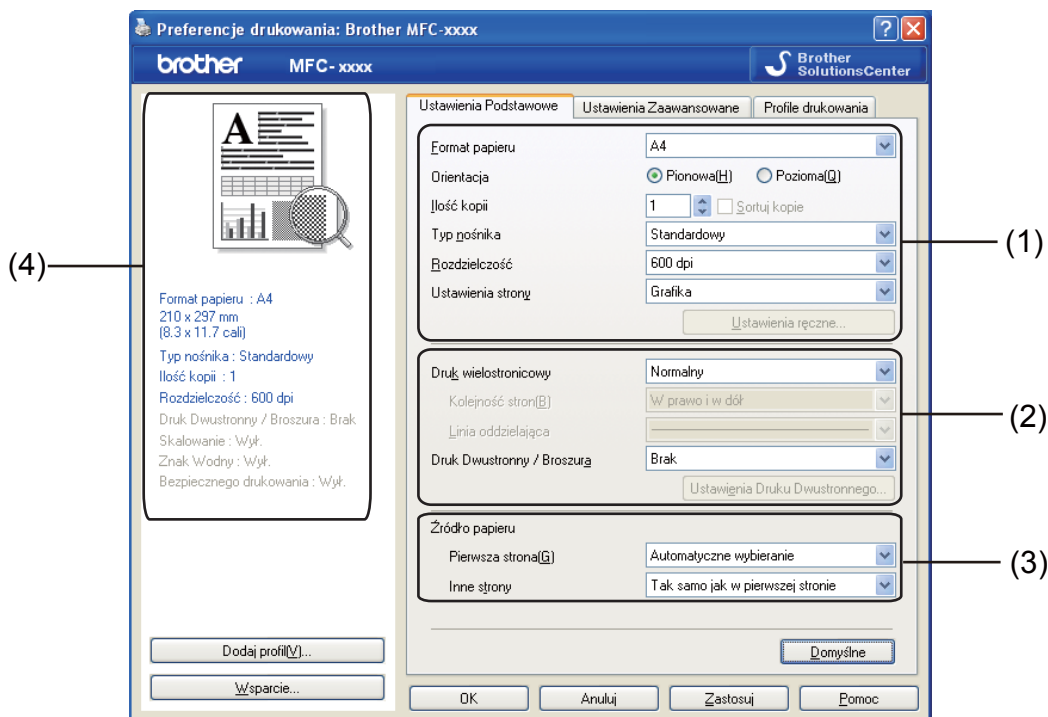 Preferencje drukowania: Brother MFC-xxxx
brother MFC- xxxx
Brother
SolutionsCenter
Ustawienia Podstawowe Ustawienia Zaawansowane Profile drukowania
A
Format papieru : A4
210 x 297 mm
(8.3 x 11.7 cali)
Typ nośnika : Standardowy
Ilość kopii : 1
Rozdzielczość : 600 dpi
Druk Dwustronny / Broszura : Brak
Skalowanie : Wył.
Znak Wodny : Wył.
Bezpiecznego drukowania : Wył.
(4)
Format papieru A4
Orientacja Pionowa(H) Pozioma(Q)
Ilość kopii 1 Sortuj kopie
Typ nośnika Standardowy
Rozdzielczość 600 dpi
Ustawienia strony Grafika
Ustawienia ręczne...
(1)
Druk wielostronicowy Normalny
Kolejność stron(B) W prawo i w dół
Linia oddzielająca
Druk Dwustronny / Broszura Brak
Ustawienia Druku Dwustronnego...
(2)
Źródło papieru
Pierwsza strona(G) Automatyczne wybieranie
Inne strony Tak samo jak w pierwszej stronie
(3)
Dodaj profil(V)...
Wsparcie...
Domyślne
OK Anuluj Zastosuj Pomoc